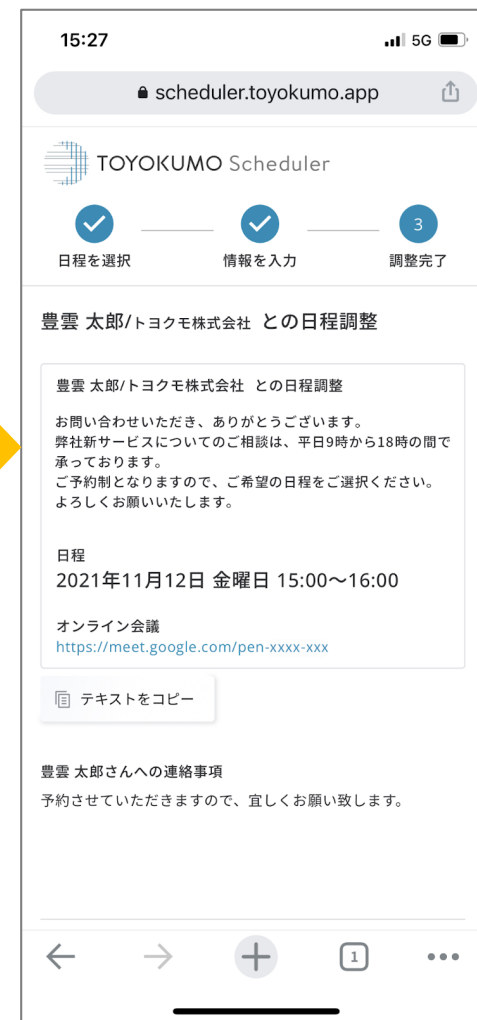 15:27
5G
scheduler.toyokumo.app
TOYOKUMO Scheduler
3
日程を選択
情報を入力
調整完了
豊雲 太郎/トヨクモ株式会社 との日程調整
豊雲 太郎/トヨクモ株式会社 との日程調整
お問い合わせいただき、ありがとうございます。
弊社新サービスについてのご相談は、平日9時から18時の間で
承っております。
ご予約制となりますので、ご希望の日程をご選択ください。
よろしくお願いいたします。
日程
2021年11月12日 金曜日 15:00〜16:00
オンライン会議
https://meet.google.com/pen-xxxx-xxx
テキストをコピー
豊雲 太郎さんへの連絡事項
予約させていただきますので、宜しくお願い致します。
1